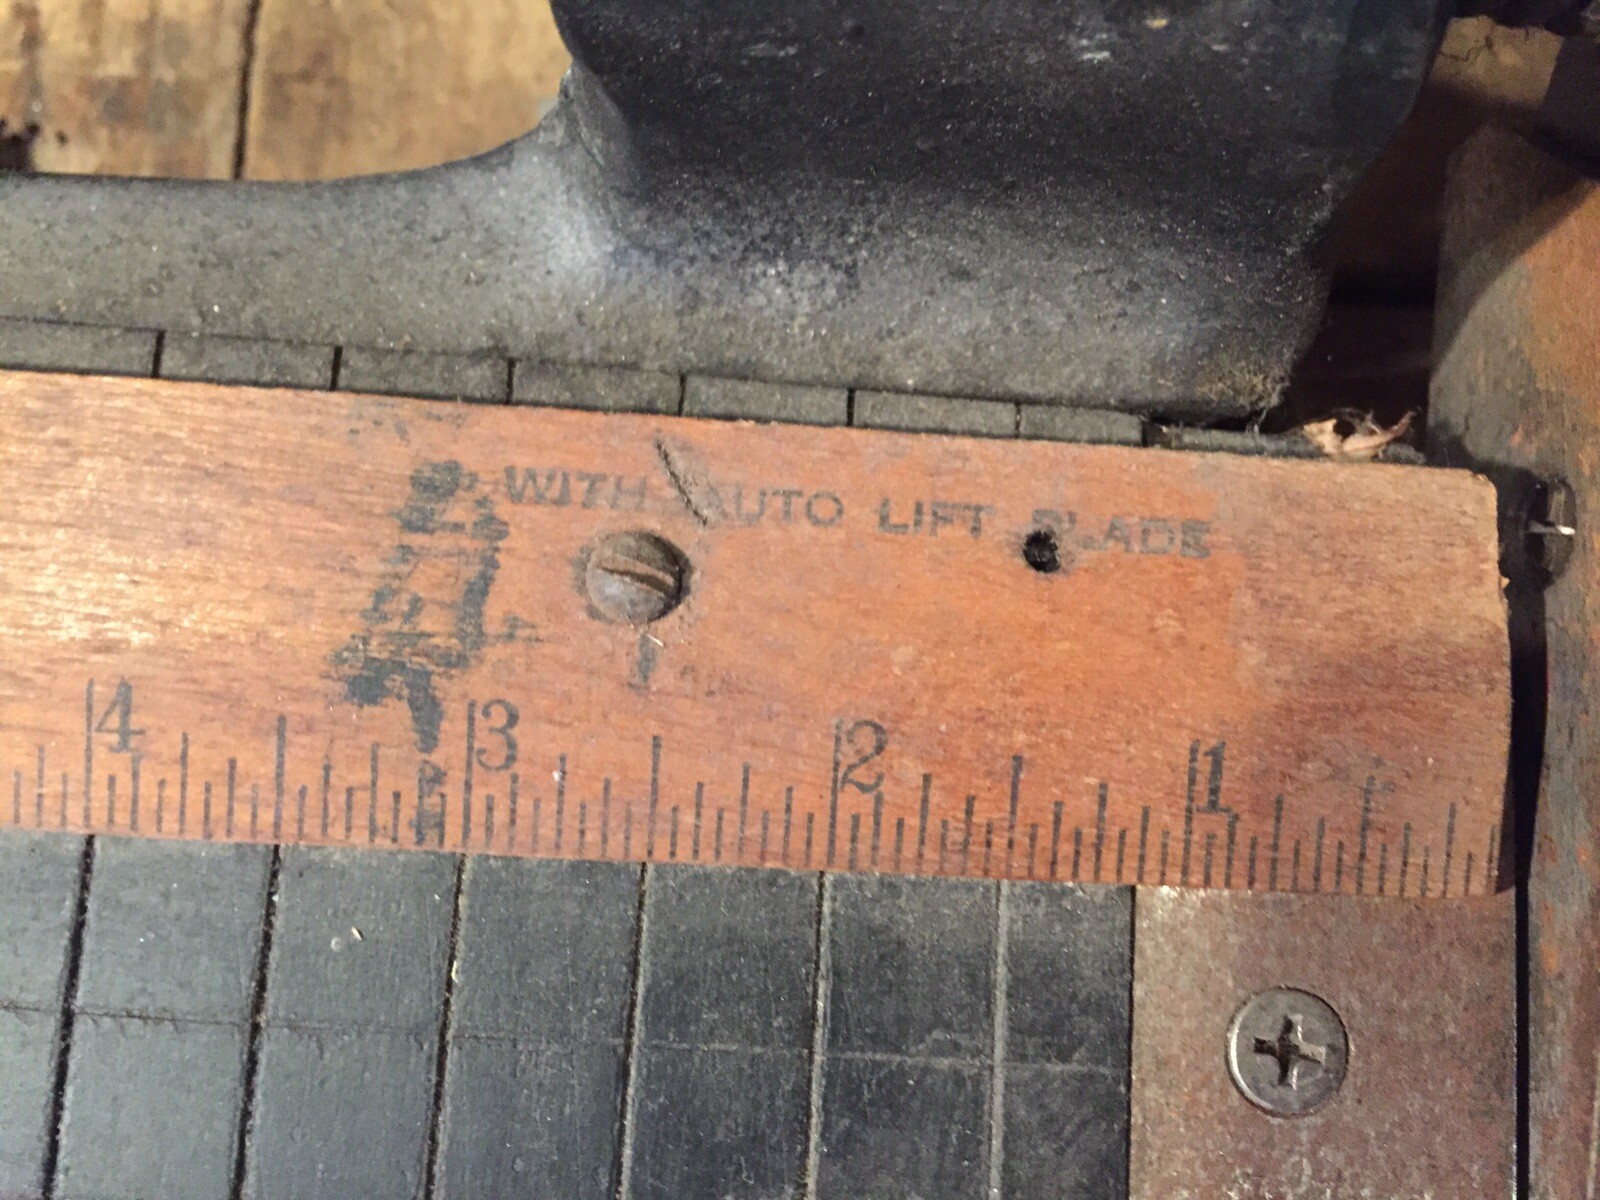 WITH AUTO LIFT BLADE
4 3 2 1